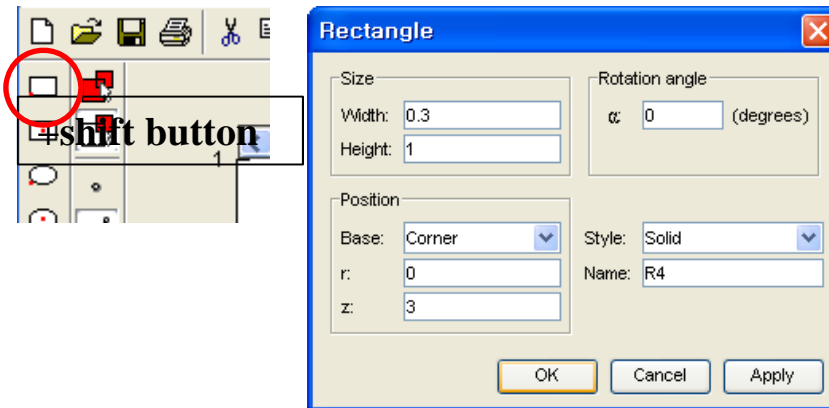 +shift button
1
Rectangle
Size
Width: 0.3
Height: 1
Rotation angle
α: 0 (degrees)
Position
Base: Corner
r: 0
z: 3
Style: Solid
Name: R4
OK Cancel Apply